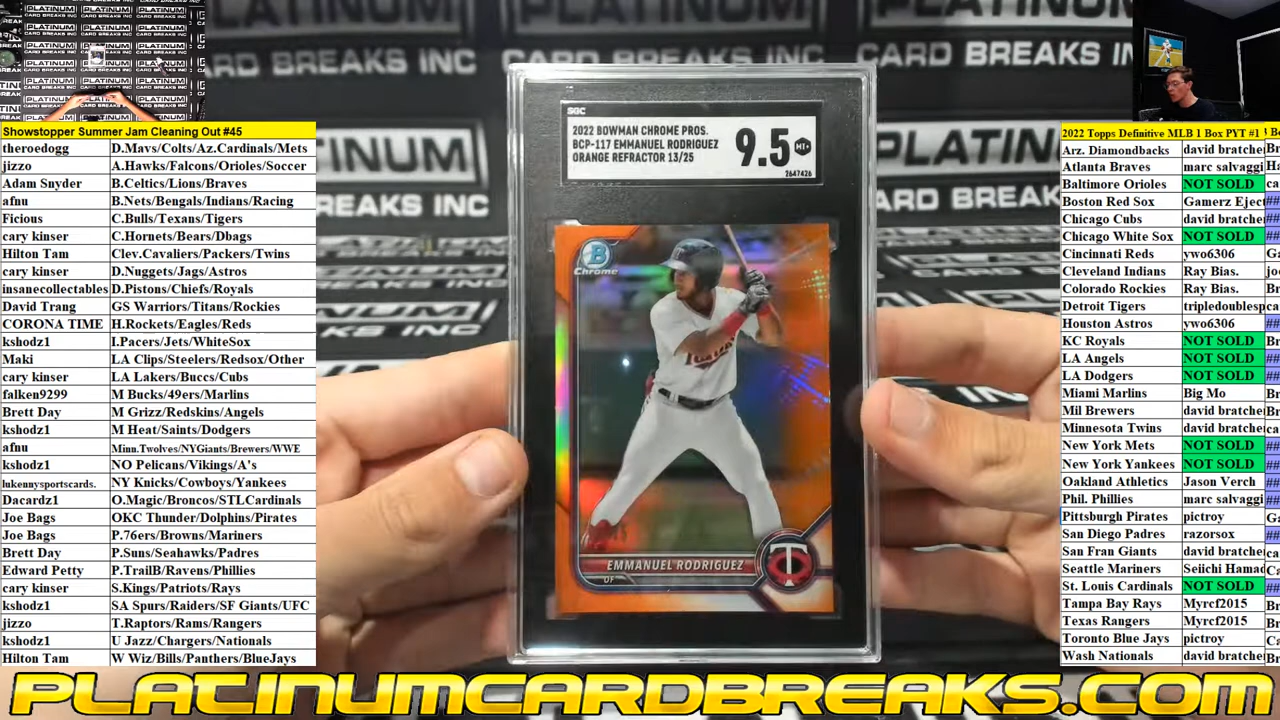 Showstopper Summer Jam Cleaning Out #45
theroedogg D.Mavs/Colts/Az.Cardinals/Mets
jizzo A.Hawks/Falcons/Orioles/Soccer
Adam Snyder B.Celtics/Lions/Braves
afnu B.Nets/Bengals/Indians/Racing
Ficious C.Bulls/Texans/Tigers
cary kinser C.Hornets/Bears/Dbags
Hilton Tam Clev.Cavaliers/Packers/Twins
cary kinser D.Nuggets/Jags/Astros
insanecollectables D.Pistons/Chiefs/Royals
David Trang GS Warriors/Titans/Rockies
CORONA TIME H.Rockets/Eagles/Reds
kshodz1 I.Pacers/Jets/WhiteSox
Maki LA Clips/Steelers/Redsox/Other
cary kinser LA Lakers/Buccs/Cubs
falken9299 M Bucks/49ers/Marlins
Brett Day M Grizz/Redskins/Angels
kshodz1 M Heat/Saints/Dodgers
afnu Minn.Twolves/NYGiants/Brewers/WWE
kshodz1 NO Pelicans/Vikings/A's
lukennysportscards. NY Knicks/Cowboys/Yankees
Dacardz1 O.Magic/Broncos/STLCardinals
Joe Bags OKC Thunder/Dolphins/Pirates
Joe Bags P.76ers/Browns/Mariners
Brett Day P.Suns/Seahawks/Padres
Edward Petty P.TrailB/Ravens/Phillies
cary kinser S.Kings/Patriots/Rays
kshodz1 SA Spurs/Raiders/SF Giants/UFC
jizzo T.Raptors/Rams/Rangers
kshodz1 U Jazz/Chargers/Nationals
Hilton Tam W Wiz/Bills/Panthers/BlueJays
SGC
2022 BOWMAN CHROME PROS.
BCP-117 EMMANUEL RODRIGUEZ
ORANGE REFRACTOR 13/25
9.5 MT+
2647426
B
Chrome
EMMANUEL RODRIGUEZ
OF
2022 Topps Definitive MLB 1 Box PYT #1
Arz. Diamondbacks david bratche
Atlanta Braves marc salvaggi
Baltimore Orioles NOT SOLD
Boston Red Sox Gamerz Eject
Chicago Cubs david bratche
Chicago White Sox NOT SOLD
Cincinnati Reds ywo6306
Cleveland Indians Ray Bias.
Colorado Rockies Ray Bias.
Detroit Tigers tripledoublesp
Houston Astros ywo6306
KC Royals NOT SOLD
LA Angels NOT SOLD
LA Dodgers NOT SOLD
Miami Marlins Big Mo
Mil Brewers david bratche
Minnesota Twins david bratche
New York Mets NOT SOLD
New York Yankees NOT SOLD
Oakland Athletics Jason Verch
Phil. Phillies marc salvaggi
Pittsburgh Pirates pictroy
San Diego Padres razorsox
San Fran Giants david bratche
Seattle Mariners Seiichi Hamad
St. Louis Cardinals NOT SOLD
Tampa Bay Rays Myrcf2015
Texas Rangers Myrcf2015
Toronto Blue Jays pictroy
Wash Nationals david bratche
PLATINUMCARDBREAKS.COM